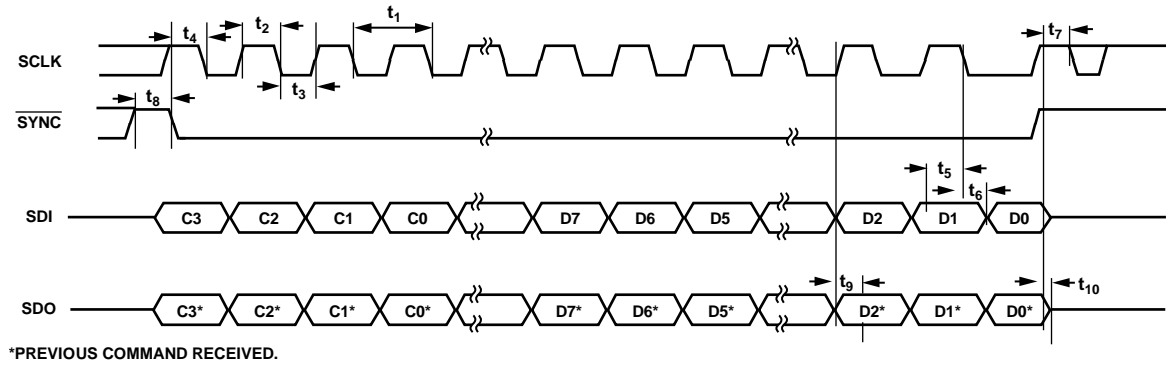 t4 t2 t1 t7
SCLK
t3
t8
SYNC
t5
t6
SDI C3 C2 C1 C0 D7 D6 D5 D2 D1 D0
t9 t10
SDO C3* C2* C1* C0* D7* D6* D5* D2* D1* D0*
*PREVIOUS COMMAND RECEIVED.